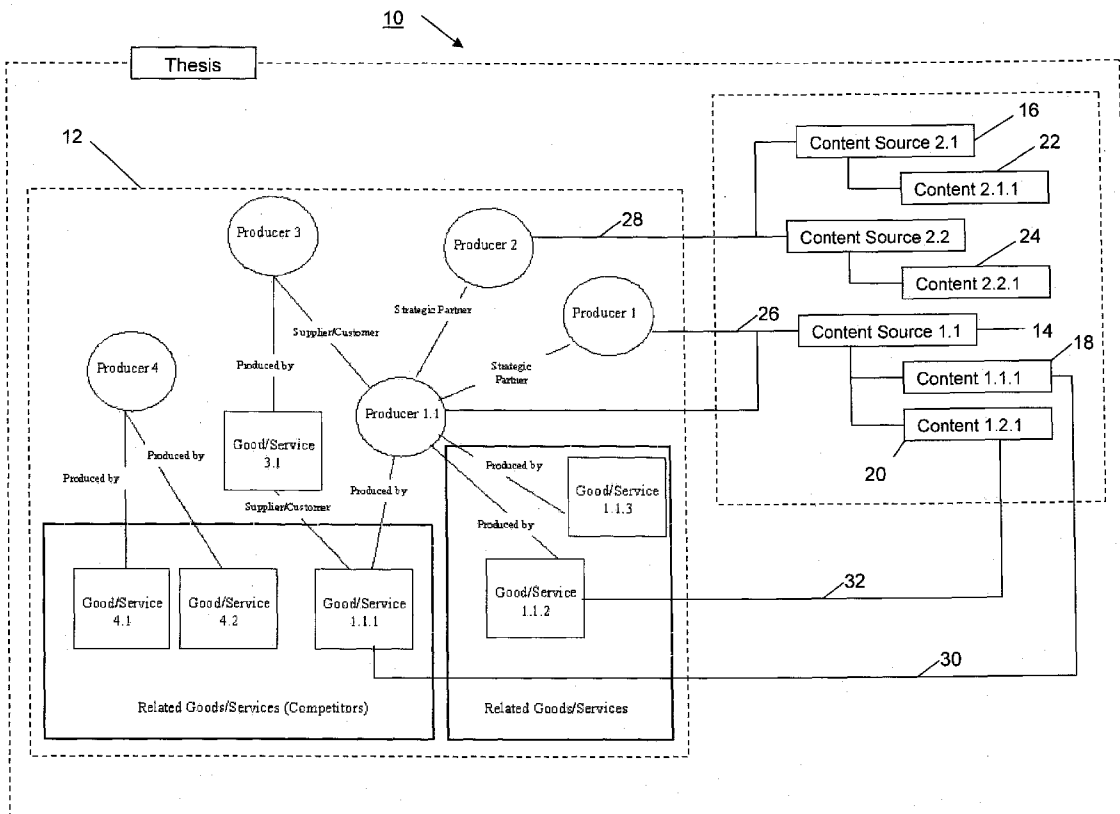 10
Thesis
12
16
Content Source 2.1
22
Content 2.1.1
Producer 3
Producer 2
28
Content Source 2.2
24
Content 2.2.1
Strategic Partner
Producer 1
26
Content Source 1.1
14
Supplier/Customer
18
Content 1.1.1
Producer 4
Produced by
Strategic
Partner
Producer 1.1
Content 1.2.1
20
Good/Service
3.1
Produced by
Produced by
Produced by
Produced by
Good/Service
1.1.3
Supplier/Customer
Produced by
Good/Service
4.1
Good/Service
4.2
Good/Service
1.1.1
Good/Service
1.1.2
32
30
Related Goods/Services (Competitors)
Related Goods/Services